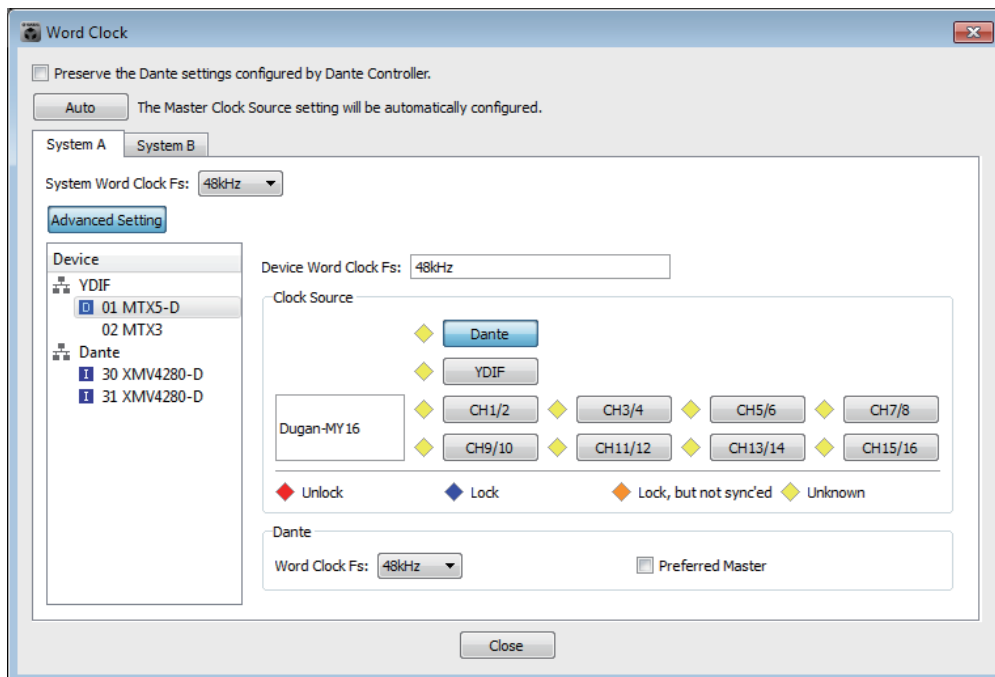 Word Clock
Preserve the Dante settings configured by Dante Controller.
Auto The Master Clock Source setting will be automatically configured.
System A System B
System Word Clock Fs: 48kHz
Advanced Setting
Device
YDIF
D 01 MTX5-D
02 MTX3
Dante
I 30 XMV4280-D
I 31 XMV4280-D
Device Word Clock Fs: 48kHz
Clock Source
Dante
YDIF
Dugan-MY16
CH1/2 CH3/4 CH5/6 CH7/8
CH9/10 CH11/12 CH13/14 CH15/16
Unlock Lock Lock, but not sync'ed Unknown
Dante
Word Clock Fs: 48kHz Preferred Master
Close